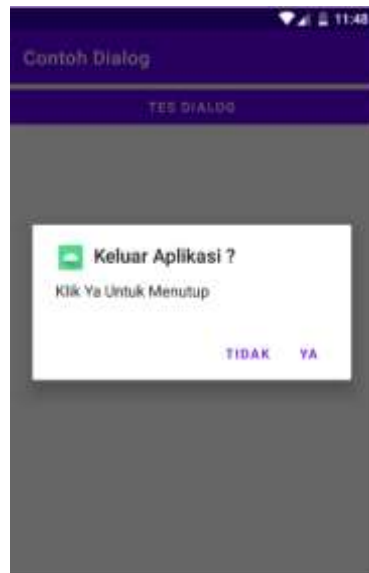 11:48
Contoh Dialog
TES DIALOG
Keluar Aplikasi ?
Klik Ya Untuk Menutup
TIDAK YA